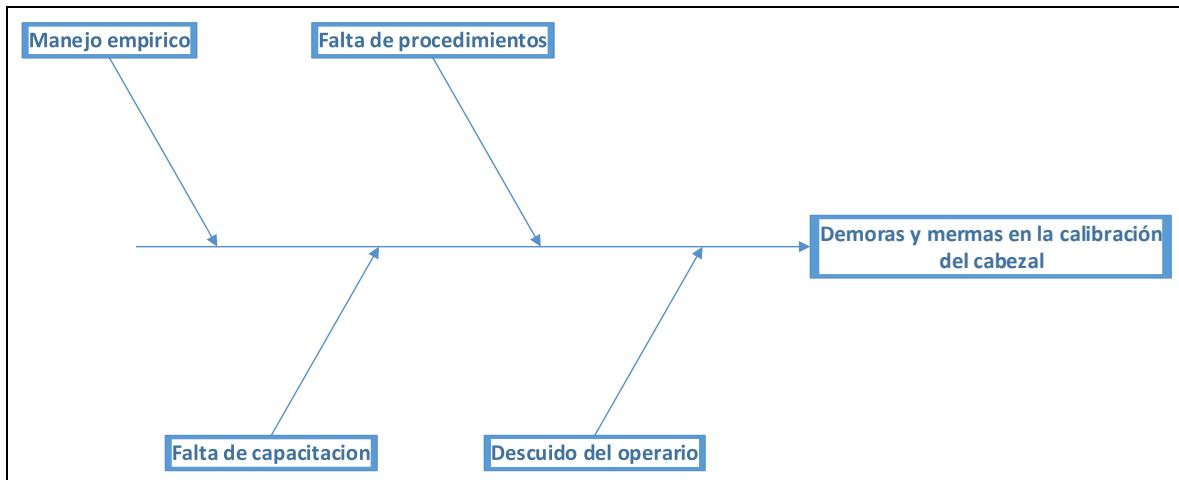 Manejo empirico
Falta de procedimientos
Demoras y mermas en la calibración
del cabezal
Falta de capacitacion
Descuido del operario